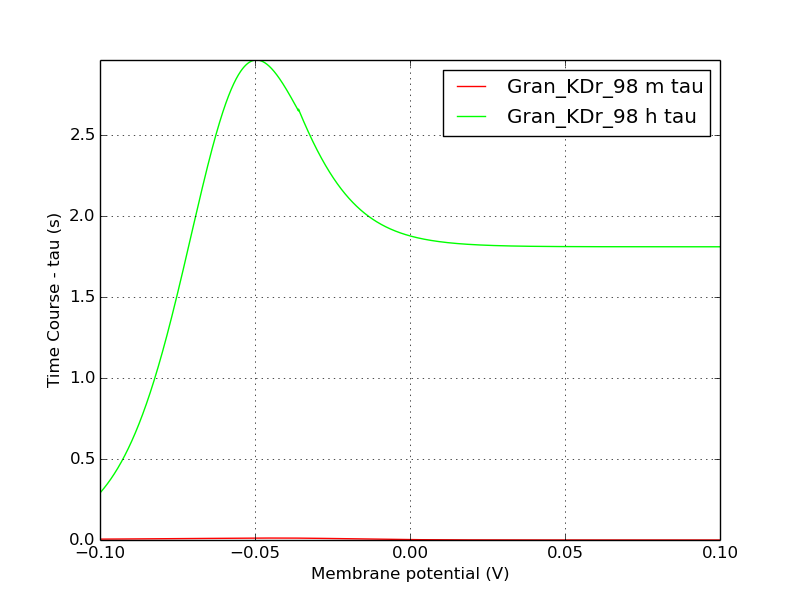 Gran_KDr_98 m tau
Gran_KDr_98 h tau
Time Course - tau (s)
2.5
2.0
1.5
1.0
0.5
0.0
−0.10 −0.05 0.00 0.05 0.10
Membrane potential (V)